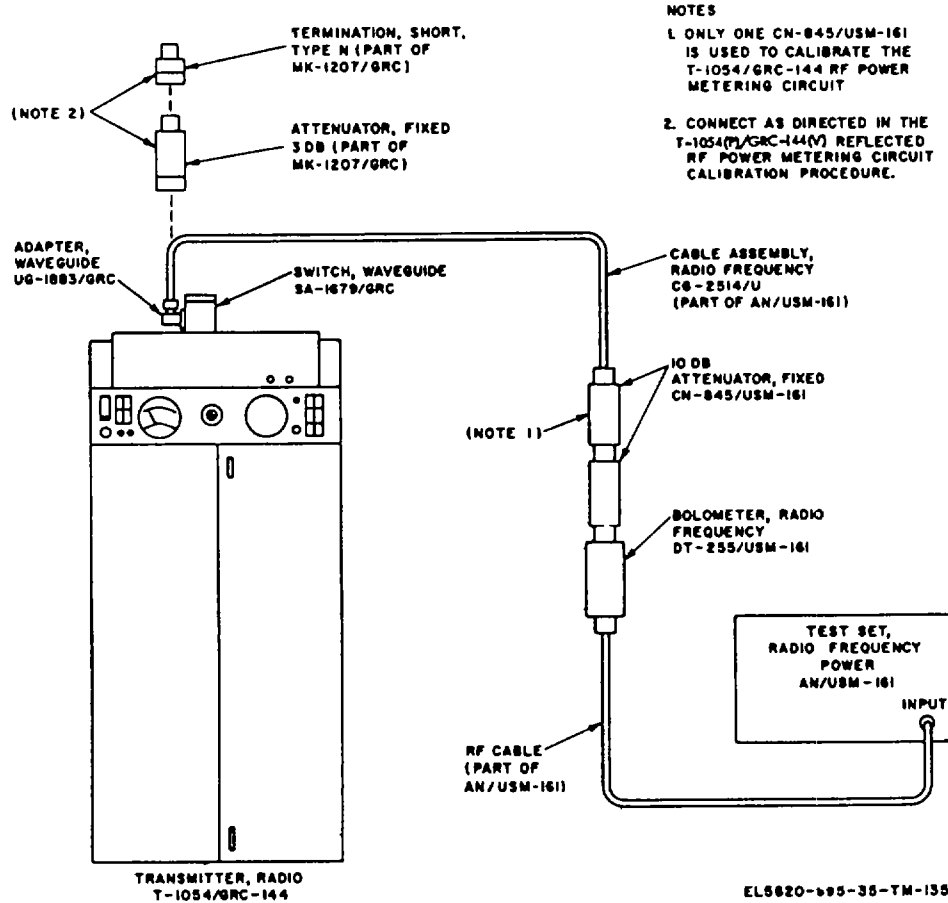 TERMINATION, SHORT,
TYPE N (PART OF
MK-1207/GRC)
(NOTE 2)
ATTENUATOR, FIXED
3 DB (PART OF
MK-1207/GRC)
NOTES
1. ONLY ONE CN-845/USM-161
IS USED TO CALIBRATE THE
T-1054/GRC-144 RF POWER
METERING CIRCUIT
2. CONNECT AS DIRECTED IN THE
T-1054(P)/GRC-144(V) REFLECTED
RF POWER METERING CIRCUIT
CALIBRATION PROCEDURE.
ADAPTER,
WAVEGUIDE
UG-1883/GRC
SWITCH, WAVEGUIDE
SA-1679/GRC
CABLE ASSEMBLY,
RADIO FREQUENCY
CG-2514/U
(PART OF AN/USM-161)
10 DB
ATTENUATOR, FIXED
CN-845/USM-161
(NOTE 1)
BOLOMETER, RADIO
FREQUENCY
DT-255/USM-161
TEST SET,
RADIO FREQUENCY
POWER
AN/USM-161
INPUT
RF CABLE
(PART OF
AN/USM-161)
TRANSMITTER, RADIO
T-1054/GRC-144
EL5820-695-35-TM-135